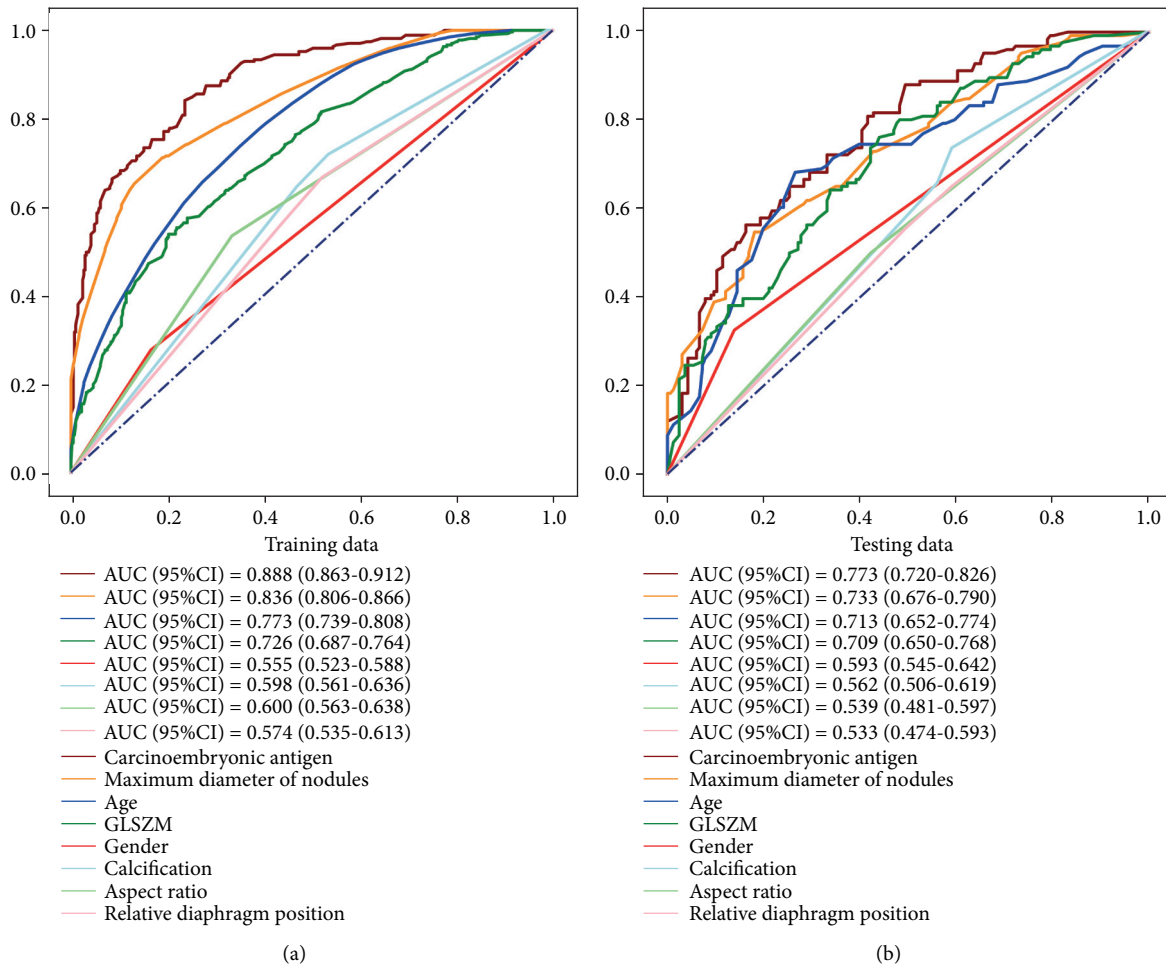 1.0
0.8
0.6
0.4
0.2
0.0
0.0 0.2 0.4 0.6 0.8 1.0
Training data
AUC (95%CI) = 0.888 (0.863-0.912)
AUC (95%CI) = 0.836 (0.806-0.866)
AUC (95%CI) = 0.773 (0.739-0.808)
AUC (95%CI) = 0.726 (0.687-0.764)
AUC (95%CI) = 0.555 (0.523-0.588)
AUC (95%CI) = 0.598 (0.561-0.636)
AUC (95%CI) = 0.600 (0.563-0.638)
AUC (95%CI) = 0.574 (0.535-0.613)
Carcinoembryonic antigen
Maximum diameter of nodules
Age
GLSZM
Gender
Calcification
Aspect ratio
Relative diaphragm position
(a)
1.0
0.8
0.6
0.4
0.2
0.0
0.0 0.2 0.4 0.6 0.8 1.0
Testing data
AUC (95%CI) = 0.773 (0.720-0.826)
AUC (95%CI) = 0.733 (0.676-0.790)
AUC (95%CI) = 0.713 (0.652-0.774)
AUC (95%CI) = 0.709 (0.650-0.768)
AUC (95%CI) = 0.593 (0.545-0.642)
AUC (95%CI) = 0.562 (0.506-0.619)
AUC (95%CI) = 0.539 (0.481-0.597)
AUC (95%CI) = 0.533 (0.474-0.593)
Carcinoembryonic antigen
Maximum diameter of nodules
Age
GLSZM
Gender
Calcification
Aspect ratio
Relative diaphragm position
(b)